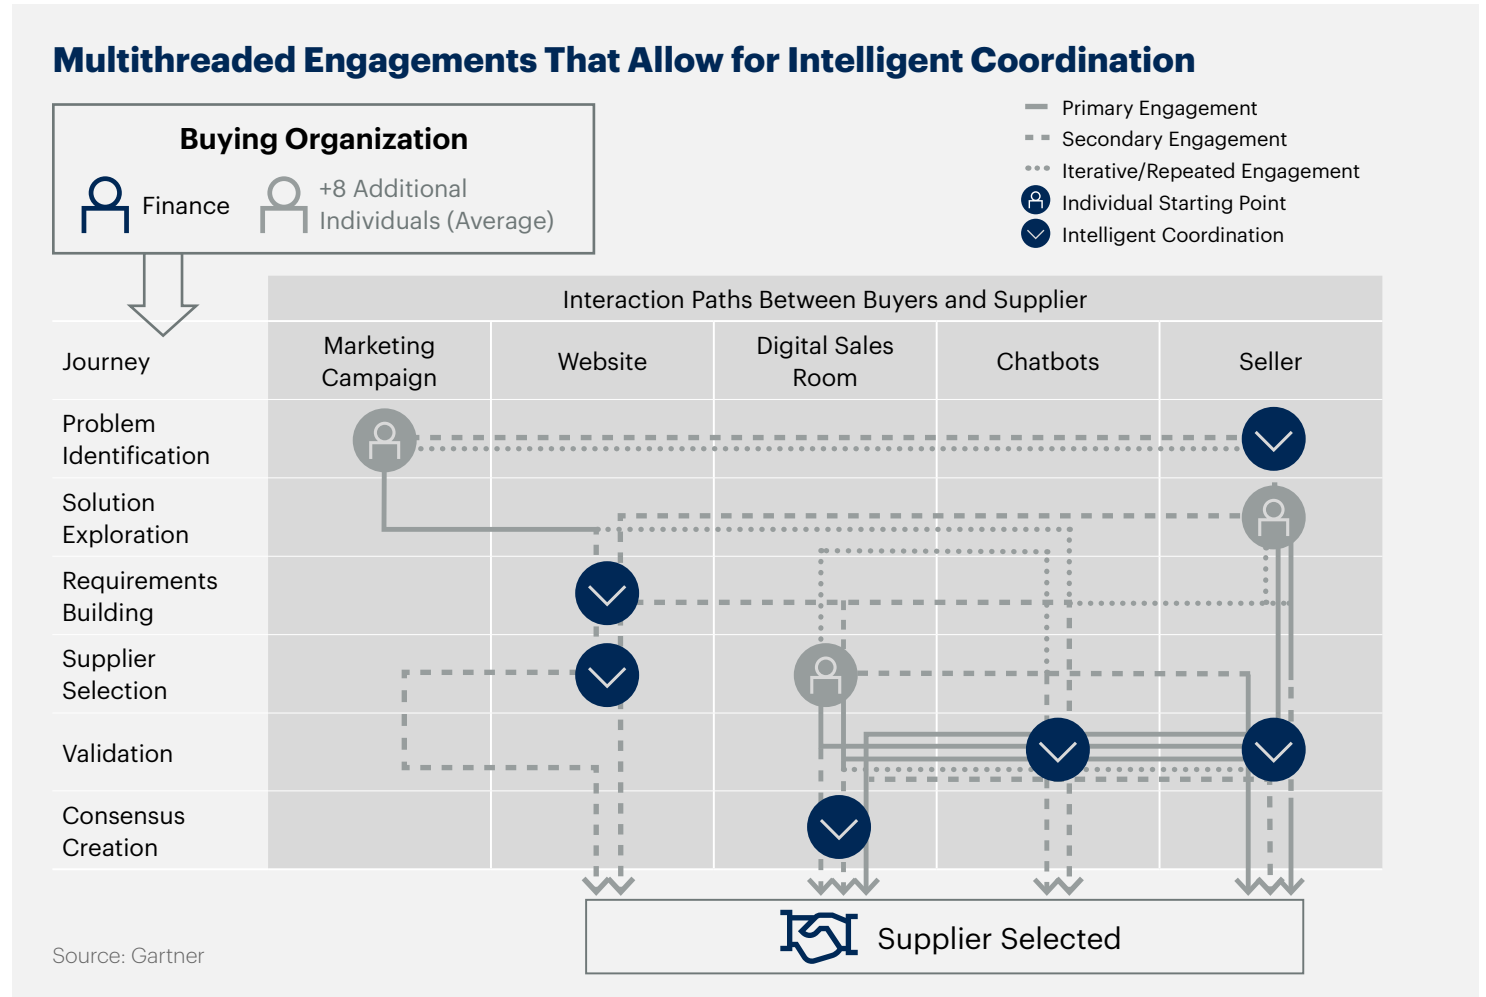 Multithreaded Engagements That Allow for Intelligent Coordination
Buying Organization
Finance
+8 Additional
Individuals (Average)
Primary Engagement
Secondary Engagement
Iterative/Repeated Engagement
Individual Starting Point
Intelligent Coordination
Interaction Paths Between Buyers and Supplier
Journey
Marketing
Campaign
Website
Digital Sales
Room
Chatbots
Seller
Problem
Identification
Solution
Exploration
Requirements
Building
Supplier
Selection
Validation
Consensus
Creation
Supplier Selected
Source: Gartner